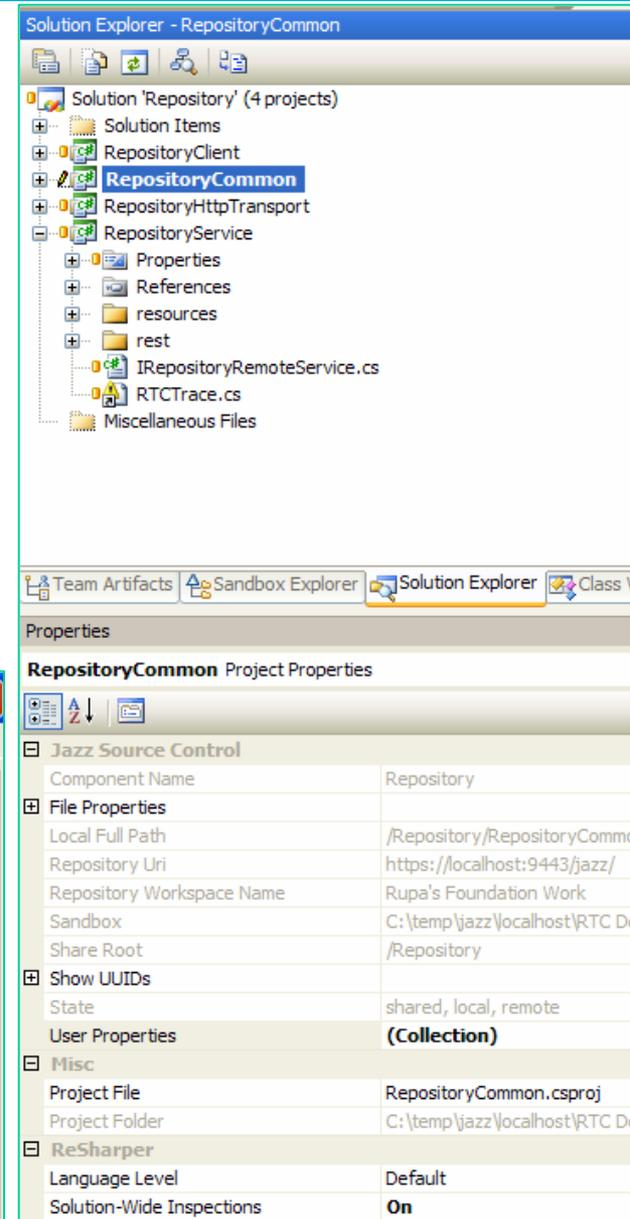 Solution Explorer - RepositoryCommon
Solution 'Repository' (4 projects)
Solution Items
RepositoryClient
RepositoryCommon
RepositoryHttpTransport
RepositoryService
Properties
References
resources
rest
IRepositoryRemoteService.cs
RTCTrace.cs
Miscellaneous Files
Team Artifacts Sandbox Explorer Solution Explorer Class
Properties
RepositoryCommon Project Properties
Jazz Source Control
Component Name Repository
File Properties
Local Full Path /Repository/RepositoryCommo
Repository Uri https://localhost:9443/jazz/
Repository Workspace Name Rupa's Foundation Work
Sandbox C:\temp\jazz\localhost\RTC D
Share Root /Repository
Show UUIDs
State shared, local, remote
User Properties (Collection)
Misc
Project File RepositoryCommon.csproj
Project Folder C:\temp\jazz\localhost\RTC D
ReSharper
Language Level Default
Solution-Wide Inspections On